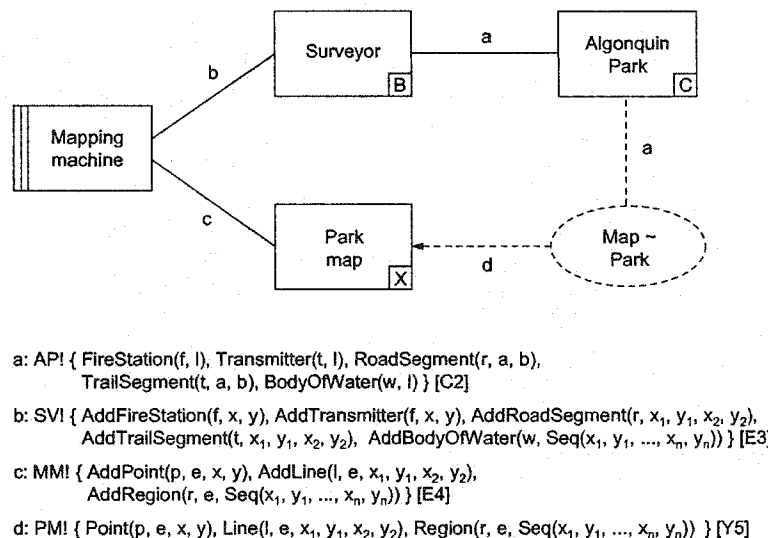 Surveyor
B
a
Algonquin
Park
C
b
Mapping
machine
a
c
Park
map
X
d
Map ~
Park
a: AP! { FireStation(f, l), Transmitter(t, l), RoadSegment(r, a, b),
TrailSegment(t, a, b), BodyOfWater(w, l) } [C2]
b: SV! { AddFireStation(f, x, y), AddTransmitter(f, x, y), AddRoadSegment(r, x₁, y₁, x₂, y₂),
AddTrailSegment(t, x₁, y₁, x₂, y₂), AddBodyOfWater(w, Seq(x₁, y₁, ..., xₙ, yₙ)) } [E3]
c: MM! { AddPoint(p, e, x, y), AddLine(l, e, x₁, y₁, x₂, y₂),
AddRegion(r, e, Seq(x₁, y₁, ..., xₙ, yₙ)) } [E4]
d: PM! { Point(p, e, x, y), Line(l, e, x₁, y₁, x₂, y₂), Region(r, e, Seq(x₁, y₁, ..., xₙ, yₙ)) } [Y5]